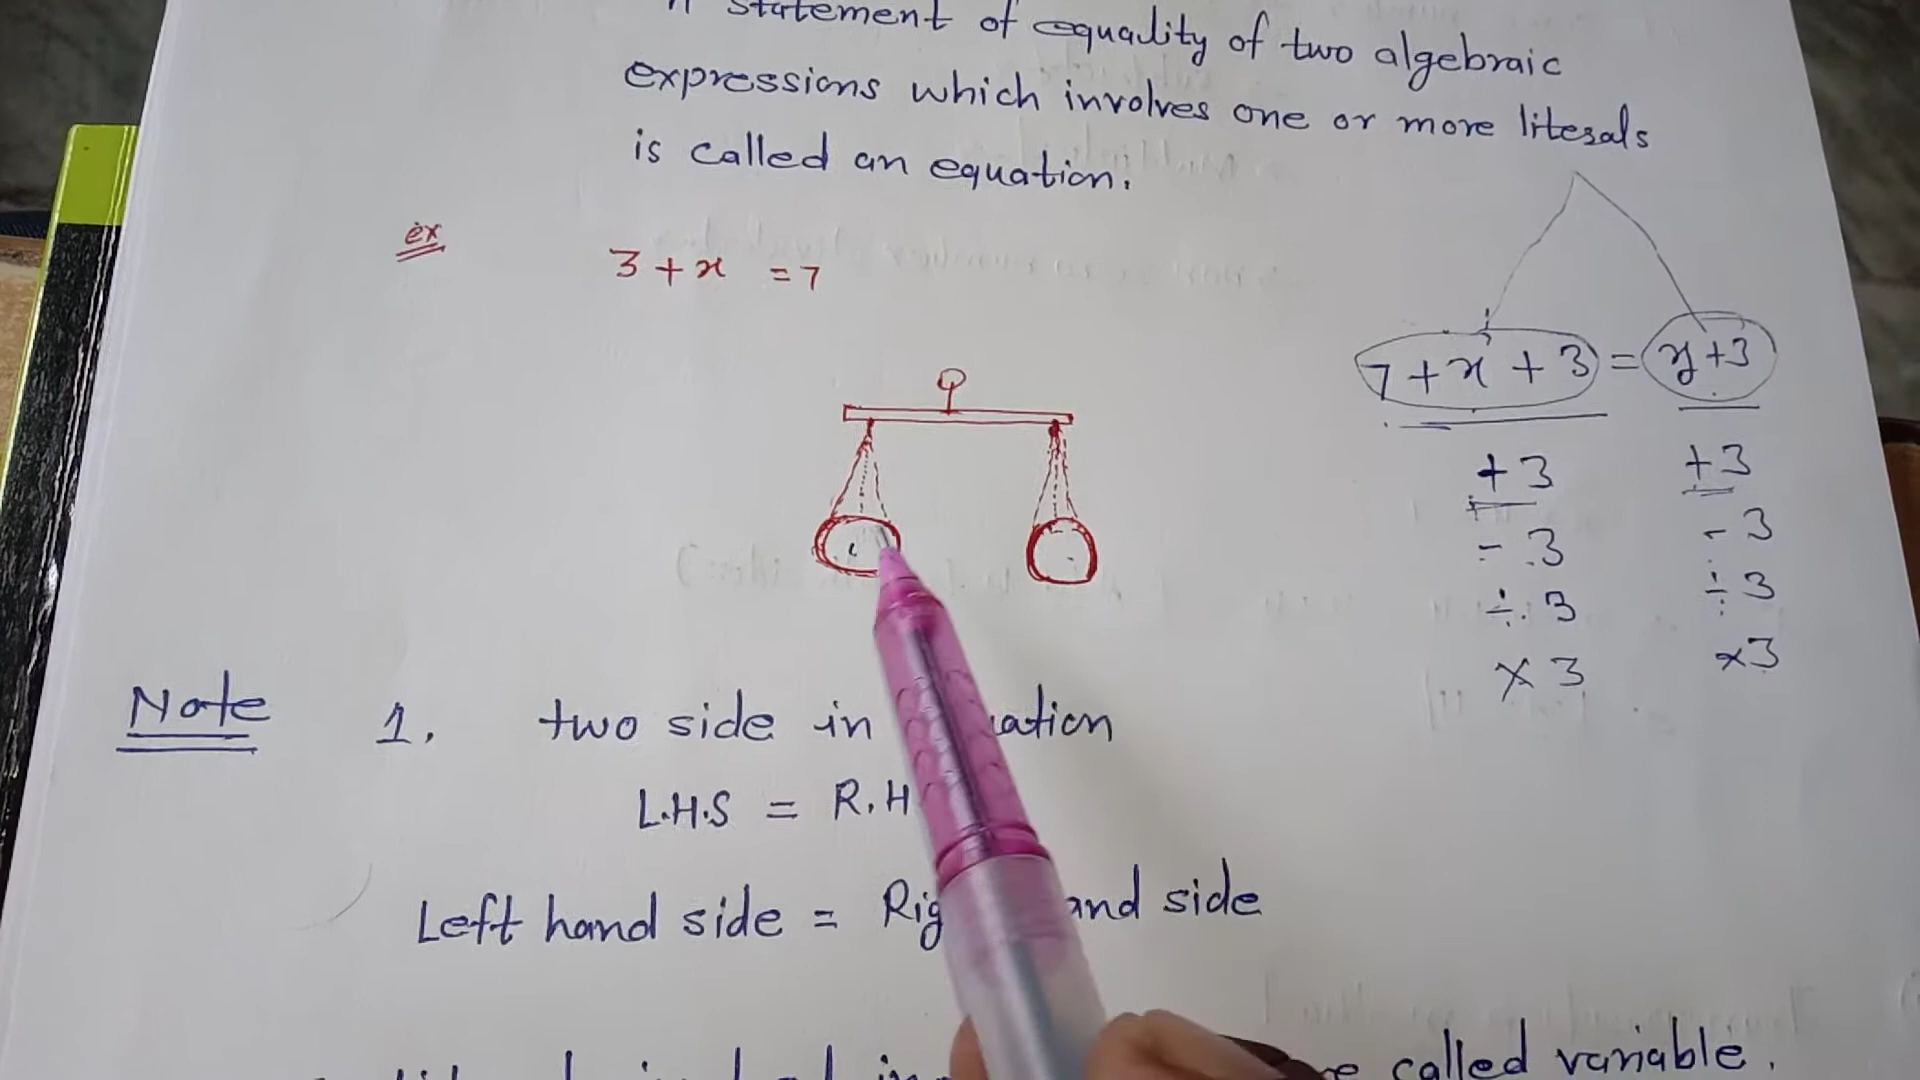 statement of equality of two algebraic
expressions which involves one or more literals
is called an equation.
ex
3 + x = 7
7 + x + 3 = y + 3
+ 3 + 3
- 3 - 3
÷ 3 ÷ 3
× 3 × 3
Note 1. two side in
L.H.S = R.H
Left hand side = side
called variable.